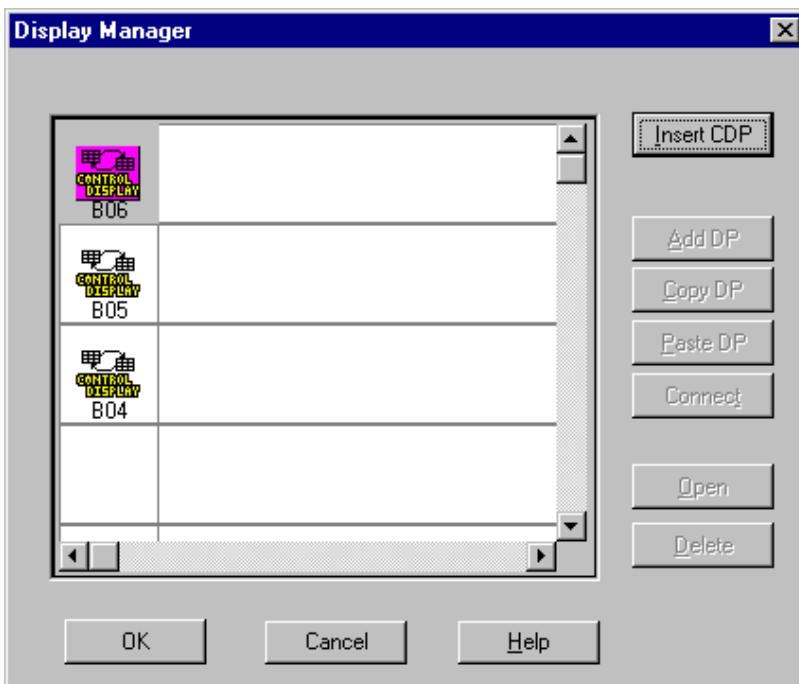 Display Manager
Insert CDP
CONTROL
DISPLAY
B06
Add DP
CONTROL
DISPLAY
B05
Copy DP
Paste DP
CONTROL
DISPLAY
B04
Connect
Open
Delete
OK
Cancel
Help